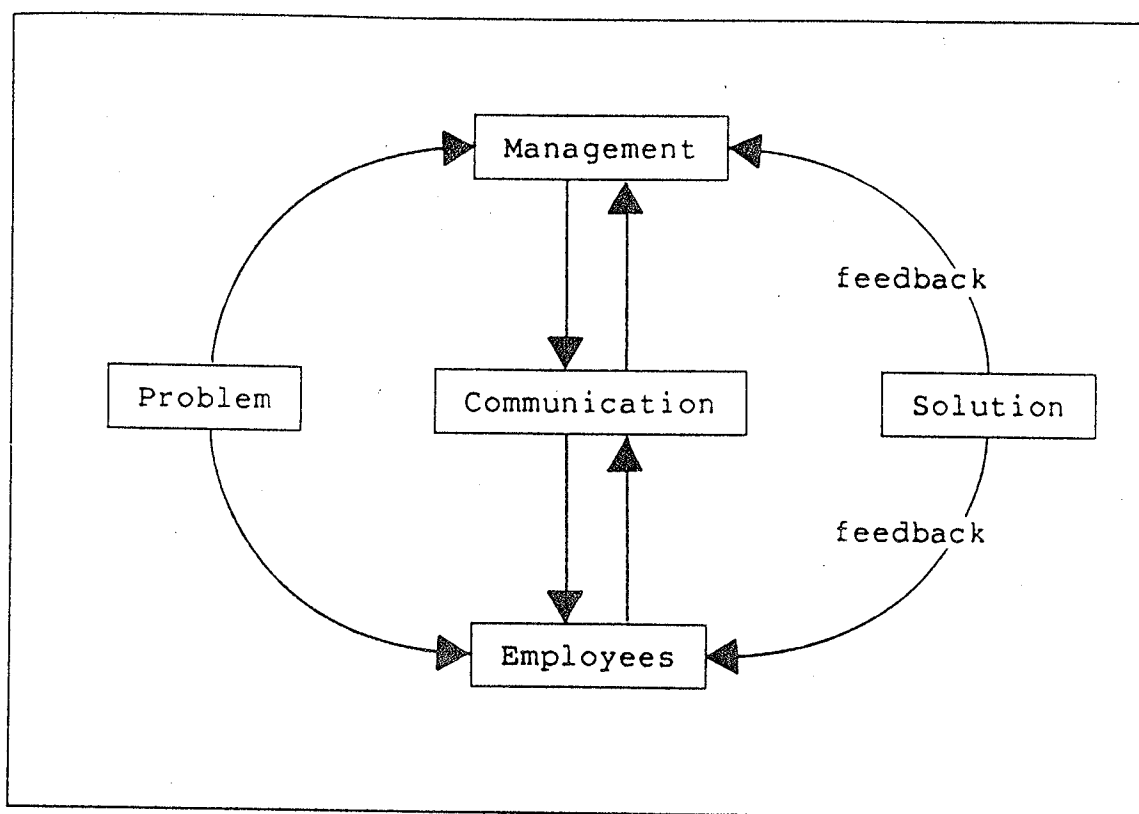 Management
feedback
Problem
Communication
Solution
feedback
Employees